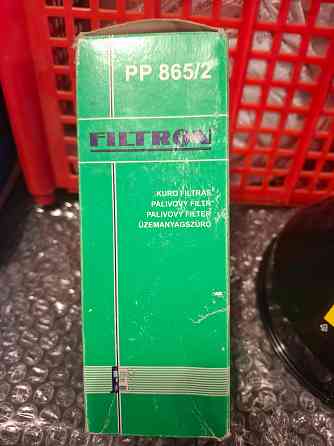 PP 865/2
FILTRON
KURO FILTRAS
PALIVOVÝ FILTR
PALIVOVÝ FILTER
ÜZEMANYAGSZŰRŐ